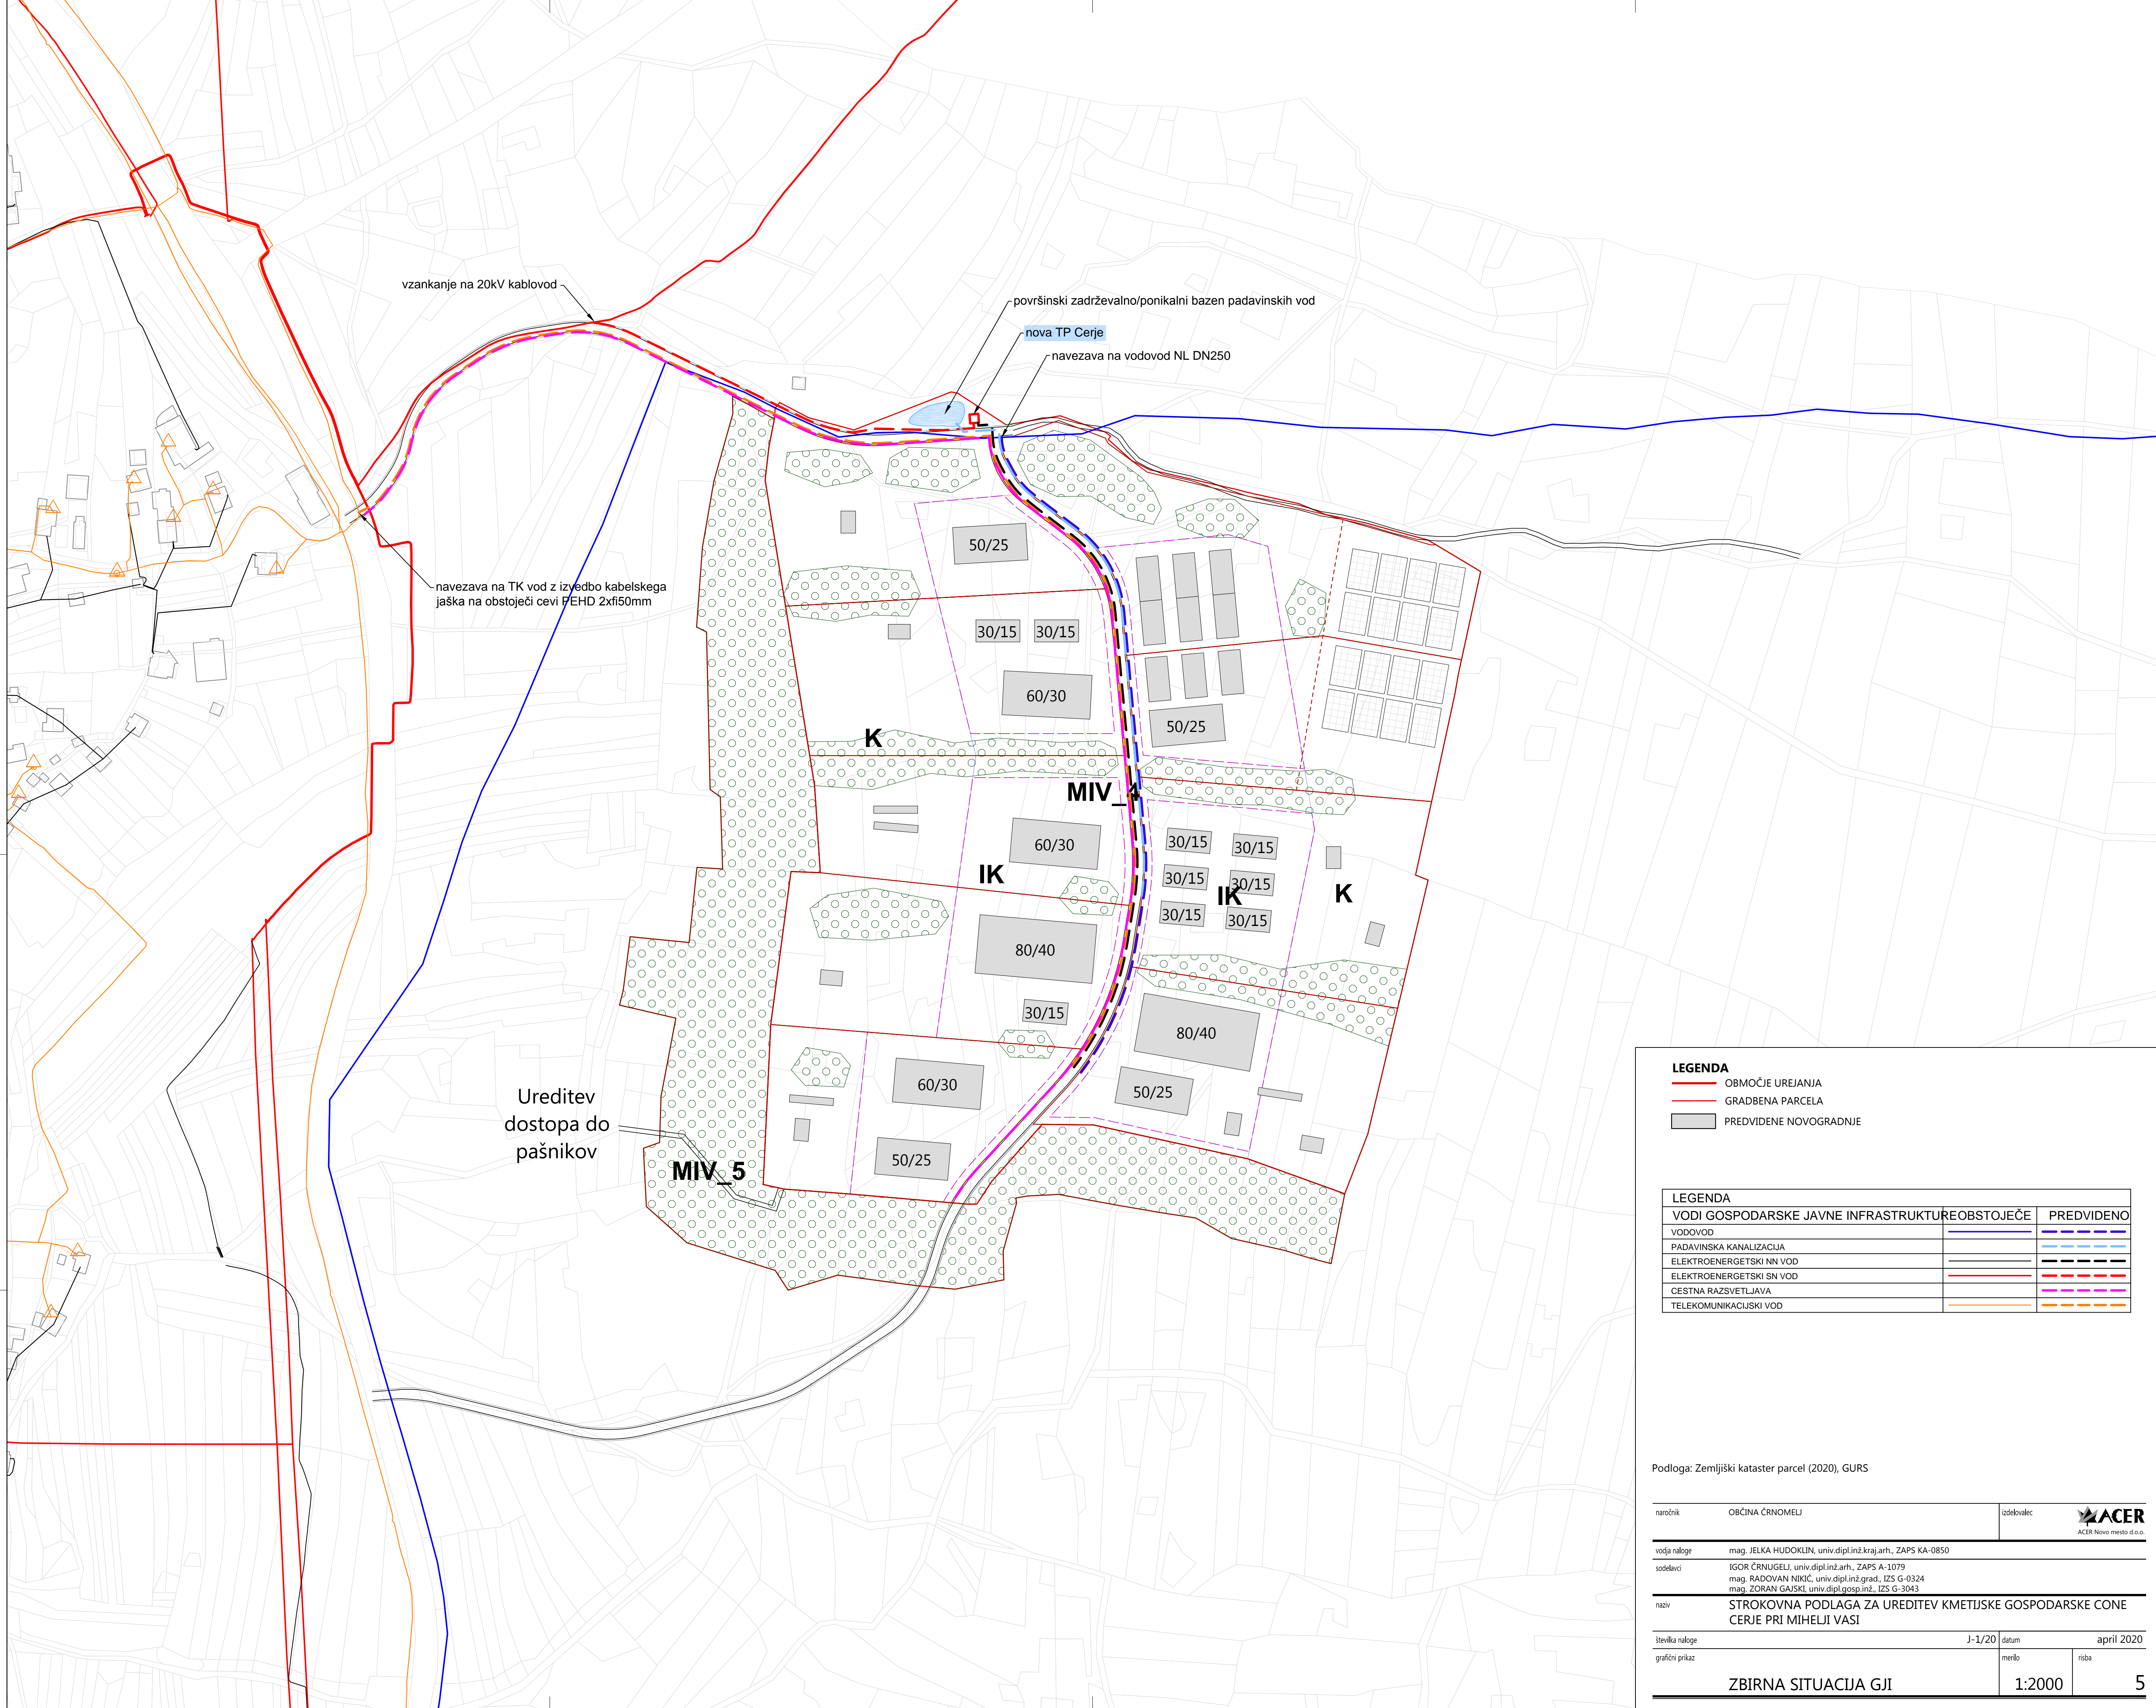 vzankanje na 20kV kablovod
površinski zadrževalno/ponikalni bazen padavinskih vod
nova TP Cerje
navezava na vodovod NL DN250
navezava na TK vod z izvedbo kabelskega
jaška na obstoječi cevi PEHD 2xfi50mm
50/25
30/15
30/15
60/30
50/25
K
MIV_4
60/30
IK
30/15
30/15
30/15
30/15
30/15
30/15
IK
K
80/40
30/15
80/40
60/30
50/25
50/25
Ureditev
dostopa do
pašnikov
MIV_5
LEGENDA
OBMOČJE UREJANJA
GRADBENA PARCELA
PREDVIDENE NOVOGRADNJE
LEGENDA
VODI GOSPODARSKE JAVNE INFRASTRUKTURE OBSTOJEČE PREDVIDENO
VODOVOD
PADAVINSKA KANALIZACIJA
ELEKTROENERGETSKI NN VOD
ELEKTROENERGETSKI SN VOD
CESTNA RAZSVETLJAVA
TELEKOMUNIKACIJSKI VOD
Podloga: Zemljiški kataster parcel (2020), GURS
naročnik OBČINA ČRNOMELJ izdelovalec ACER
ACER Novo mesto d.o.o.
vodja naloge mag. JELKA HUDOKLIN, univ.dipl.inž.kraj.arh., ZAPS KA-0850
sodelavci IGOR ČRNUGELJ, univ.dipl.inž.arh., ZAPS A-1079
mag. RADOVAN NIKIĆ, univ.dipl.inž.grad., IZS G-0324
mag. ZORAN GAJSKI, univ.dipl.gosp.inž., IZS G-3043
naziv STROKOVNA PODLAGA ZA UREDITEV KMETIJSKE GOSPODARSKE CONE
CERJE PRI MIHELJI VASI
številka naloge J-1/20 datum april 2020
grafični prikaz merilo risba
ZBIRNA SITUACIJA GJI 1:2000 5